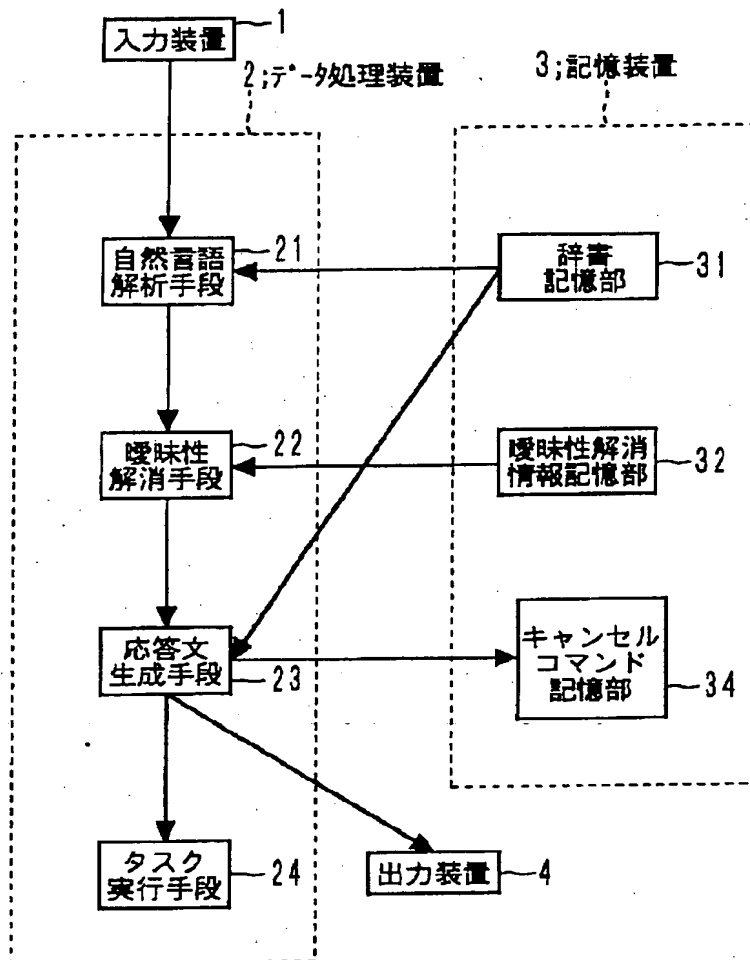 入力装置
1
2;データ処理装置
3;記憶装置
自然言語
解析手段
21
辞書
記憶部
31
曖昧性
解消手段
22
曖昧性解消
情報記憶部
32
応答文
生成手段
23
キャンセル
コマンド
記憶部
34
タスク
実行手段
24
出力装置
4